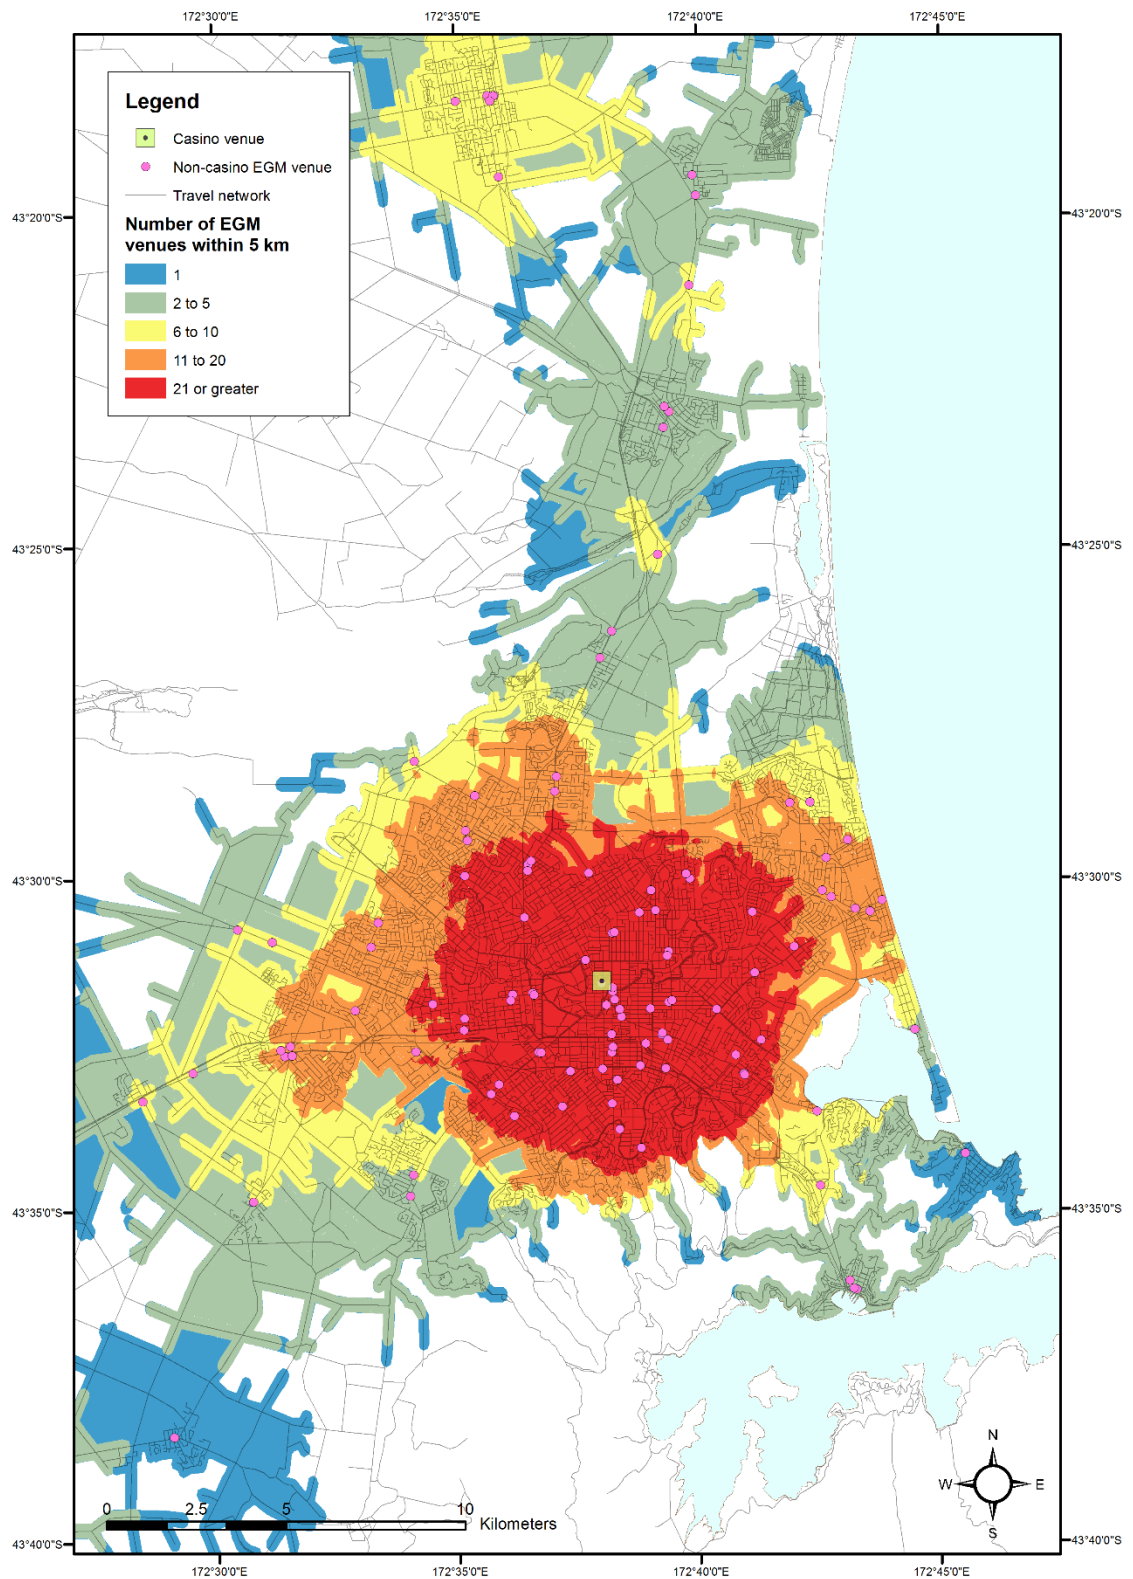 172°30'0"E 172°35'0"E 172°40'0"E 172°45'0"E
Legend
Casino venue
Non-casino EGM venue
Travel network
Number of EGM
venues within 5 km
1
2 to 5
6 to 10
11 to 20
21 or greater
43°20'0"S 43°20'0"S
43°25'0"S 43°25'0"S
43°30'0"S 43°30'0"S
43°35'0"S 43°35'0"S
N
W E
S
0 2.5 5 10
Kilometers
43°40'0"S 43°40'0"S
172°30'0"E 172°35'0"E 172°40'0"E 172°45'0"E